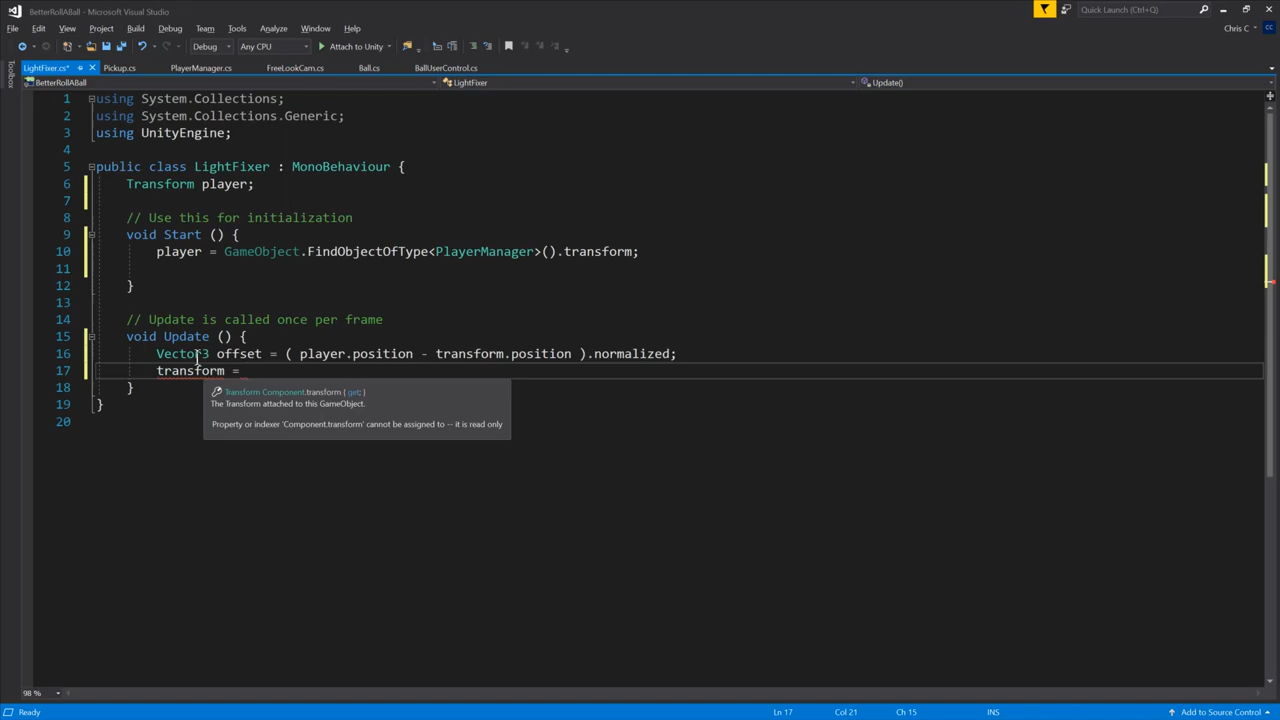 BetterRollABall - Microsoft Visual Studio
Quick Launch (Ctrl+Q)
File Edit View Project Build Debug Team Tools Analyze Window Help
Chris C
CC
Debug Any CPU Attach to Unity
LightFixer.cs* Pickup.cs PlayerManager.cs FreeLookCam.cs Ball.cs BallUserControl.cs
Toolbox
BetterRollABall LightFixer Update()
1 using System.Collections;
2 using System.Collections.Generic;
3 using UnityEngine;
4
5 public class LightFixer : MonoBehaviour {
6 Transform player;
7
8 // Use this for initialization
9 void Start () {
10 player = GameObject.FindObjectOfType<PlayerManager>().transform;
11
12 }
13
14 // Update is called once per frame
15 void Update () {
16 Vector3 offset = ( player.position - transform.position ).normalized;
17 transform =
18 }
19 }
20
Transform Component.transform { get; }
The Transform attached to this GameObject.
Property or indexer 'Component.transform' cannot be assigned to -- it is read only
98 %
Ready Ln 17 Col 21 Ch 15 INS Add to Source Control